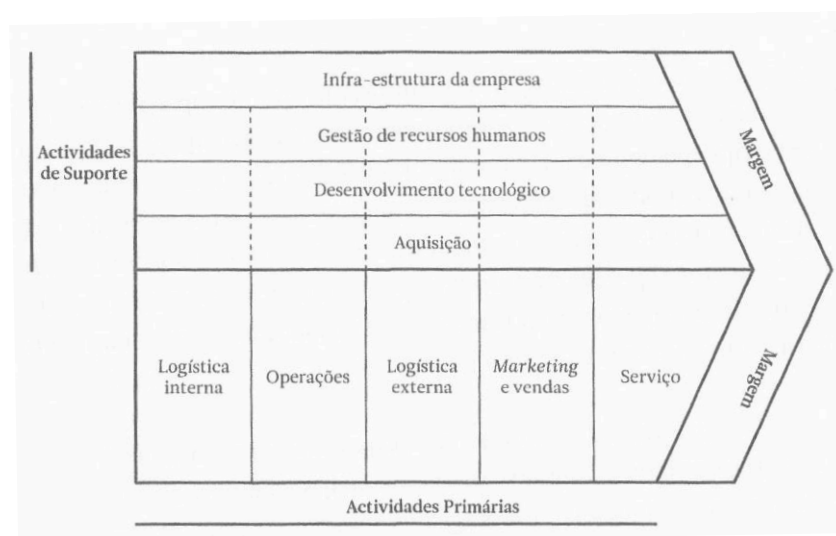 Infra-estrutura da empresa
Gestão de recursos humanos
Actividades
de Suporte
Desenvolvimento tecnológico
Aquisição
Margem
Logística
interna
Operações
Logística
externa
Marketing
e vendas
Serviço
Margem
Actividades Primárias